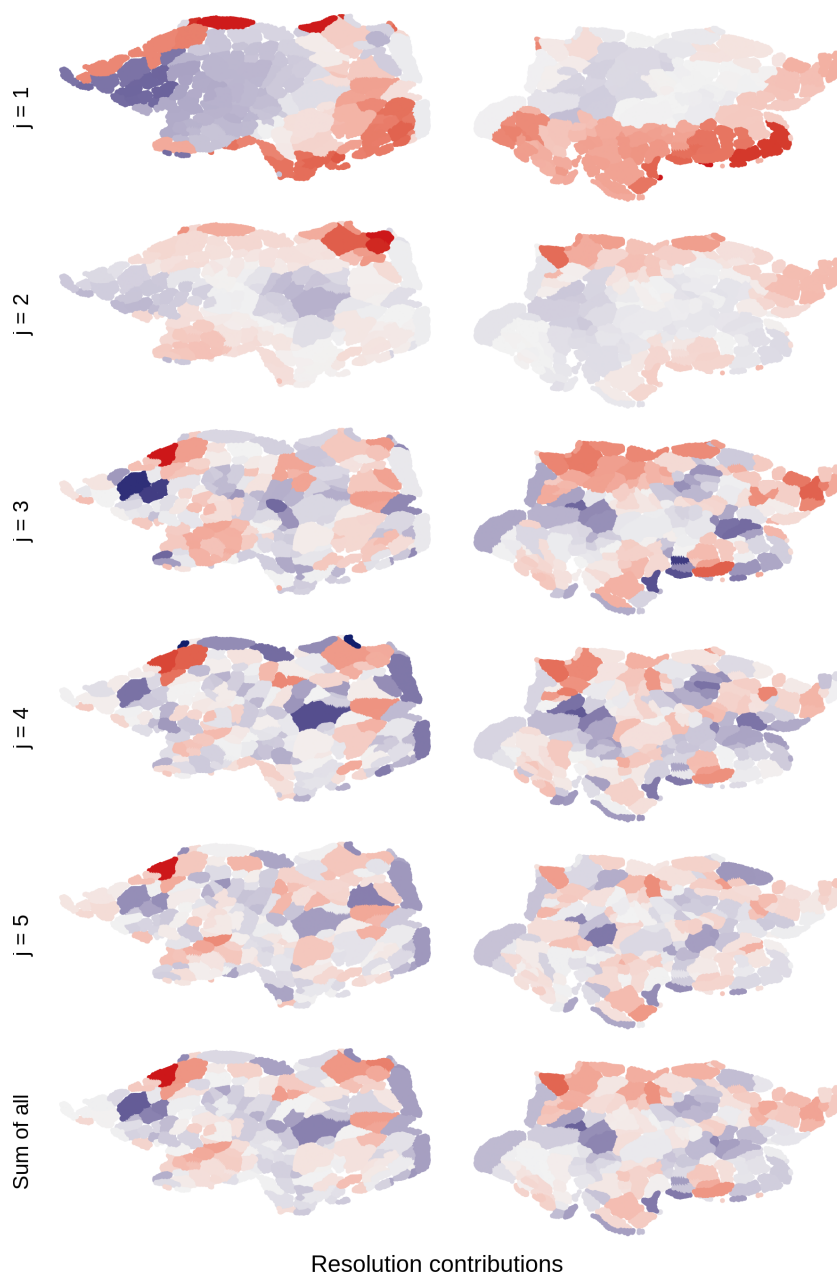 j = 1
j = 2
j = 3
j = 4
j = 5
Sum of all
Resolution contributions